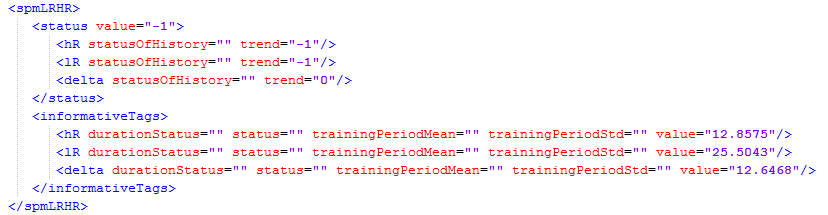 <spmLRHR>
<status value="-1">
<hR statusOfHistory="" trend="-1"/>
<lR statusOfHistory="" trend="-1"/>
<delta statusOfHistory="" trend="0"/>
</status>
<informativeTags>
<hR durationStatus="" status="" trainingPeriodMean="" trainingPeriodStd="" value="12.8575"/>
<lR durationStatus="" status="" trainingPeriodMean="" trainingPeriodStd="" value="25.5043"/>
<delta durationStatus="" status="" trainingPeriodMean="" trainingPeriodStd="" value="12.6468"/>
</informativeTags>
</spmLRHR>